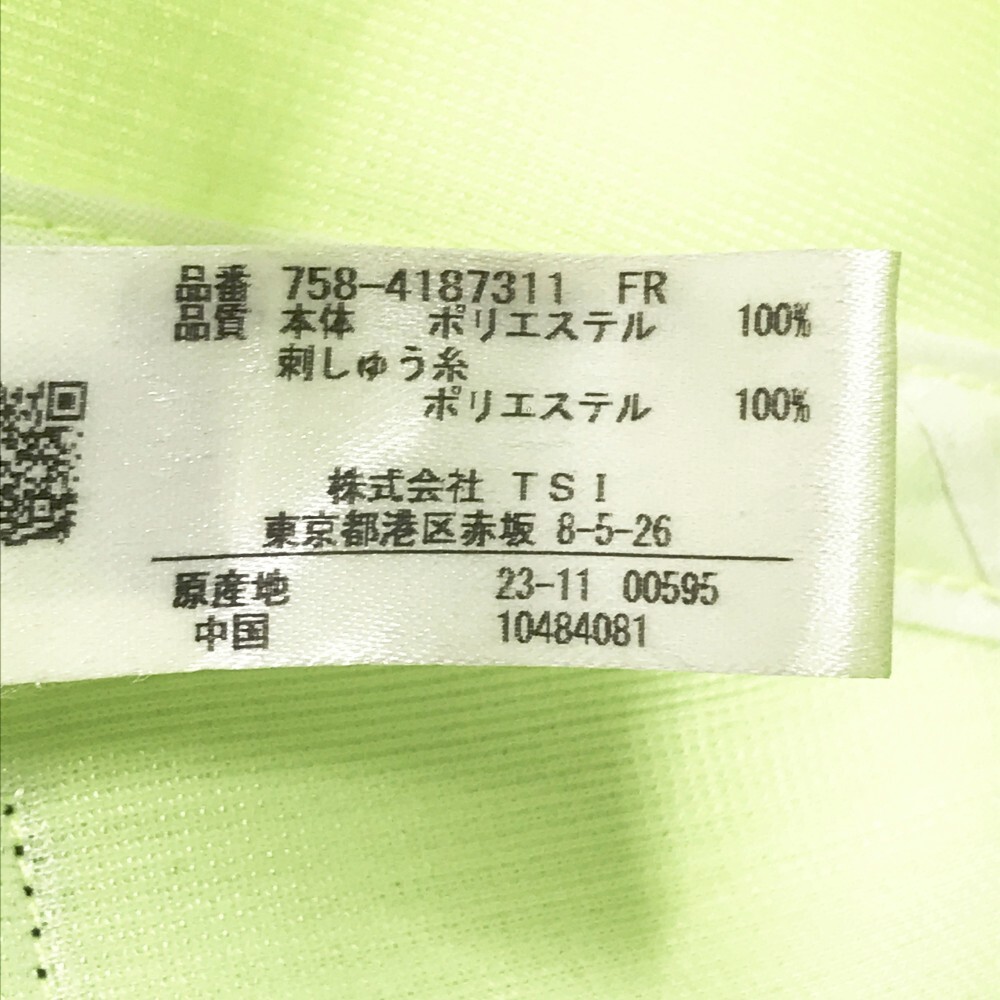 品番 758-4187311 FR
品質 本体 ポリエステル 100%
刺しゅう糸
ポリエステル 100%
株式会社 TSI
東京都港区赤坂 8-5-26
原産地 23-11 00595
中国 10484081